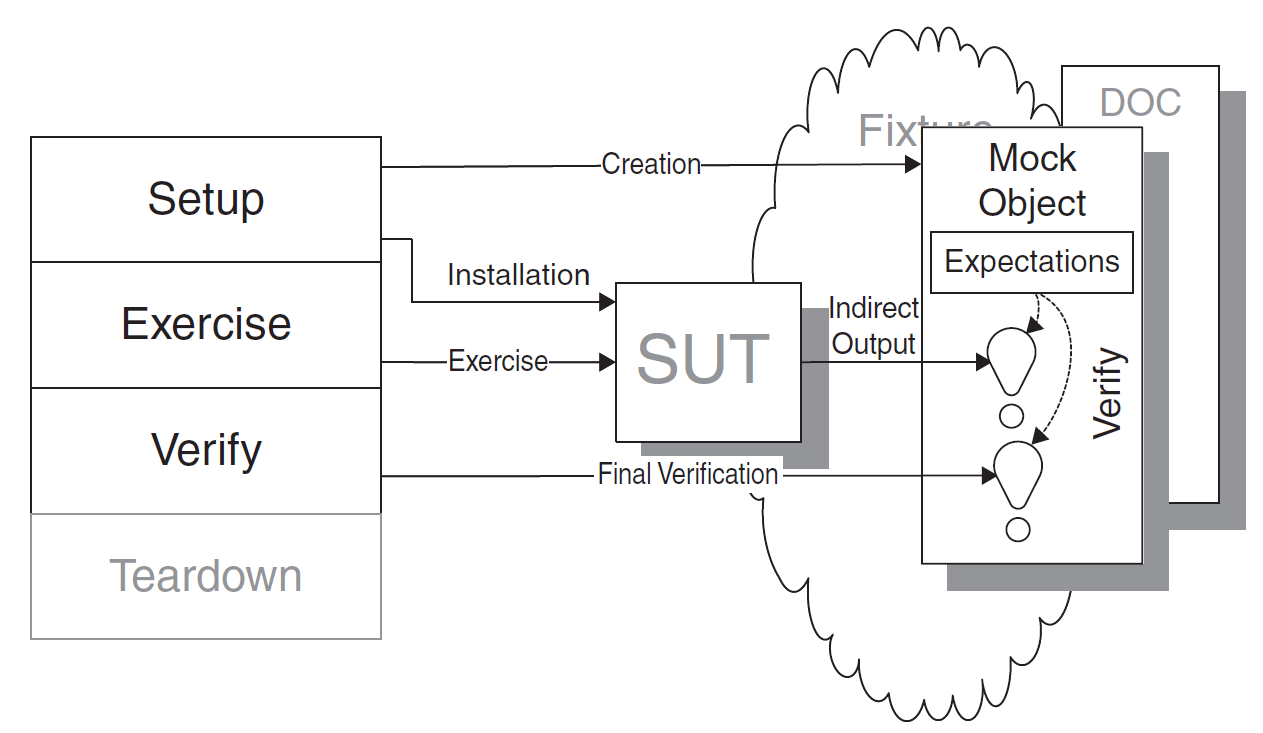 Setup
Exercise
Verify
Teardown
Creation
Installation
Exercise
Final Verification
SUT
Indirect
Output
Fixture
DOC
Mock
Object
Expectations
Verify